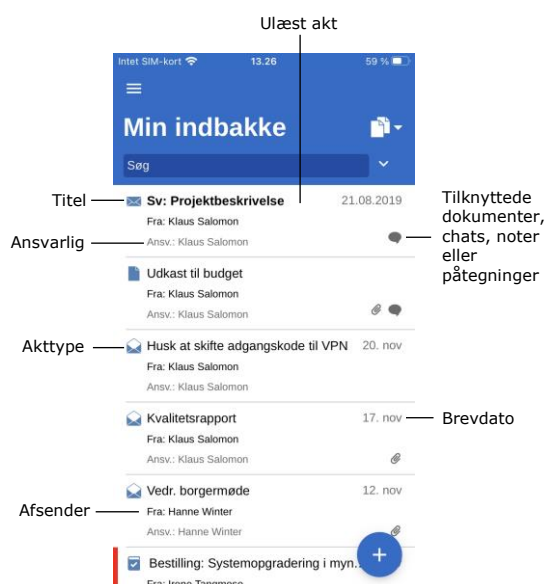 Ulæst akt
Intet SIM-kort 13.26 59 %
Min indbakke
Søg
Titel
Sv: Projektbeskrivelse 21.08.2019
Fra: Klaus Salomon
Ansvarlig
Ansv.: Klaus Salomon
Tilknyttede
dokumenter,
chats, noter
eller
påtegninger
Udkast til budget
Fra: Klaus Salomon
Ansv.: Klaus Salomon
Akttype
Husk at skifte adgangskode til VPN 20. nov
Fra: Klaus Salomon
Ansv.: Klaus Salomon
Kvalitetsrapport 17. nov
Brevdato
Fra: Klaus Salomon
Ansv.: Klaus Salomon
Vedr. borgermøde 12. nov
Afsender
Fra: Hanne Winter
Ansv.: Hanne Winter
Bestilling: Systemopgradering i myn...
Fra: Irene Tangmose